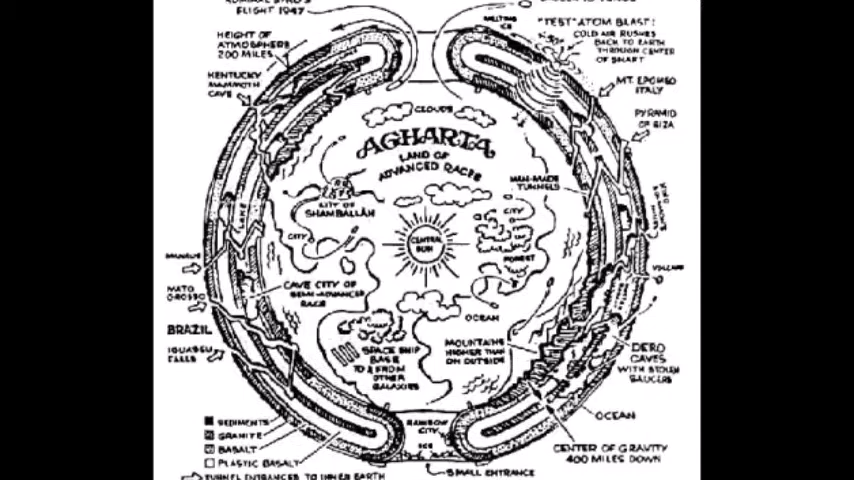 FLIGHT 1947
HEIGHT OF
ATMOSPHERE
200 MILES
KENTUCKY
MAMMOTH
CAVE
MELTING
ICE
"TEST" ATOM BLAST!
COLD AIR RUSHES
BACK TO EARTH
THROUGH CENTER
OF SHAFT
MT. EPOMEO
ITALY
PYRAMID
OF GIZA
CLOUDS
AGHARTA
LAND OF
ADVANCED RACES
MAN-MADE
TUNNELS
CITY OF
SHAMBALLAH
CITY
LAKE
CENTRAL
SUN
CITY
FOREST
MANAUS
MATO
GROSSO
BRAZIL
IGUASSU
FALLS
CAVE CITY OF
SEMI-ADVANCED
RACE
OCEAN
VOLCANO
SPACE SHIP
BASE
TO & FROM
OTHER
GALAXIES
MOUNTAINS
HIGHER THAN
ON OUTSIDE
DERO
CAVES
WITH STOLEN
SAUCERS
OCEAN
CENTER OF GRAVITY
400 MILES DOWN
RAINBOW
CITY
ICE
SMALL ENTRANCE
SEDIMENTS
GRANITE
BASALT
PLASTIC BASALT
TUNNEL ENTRANCES TO INNER EARTH